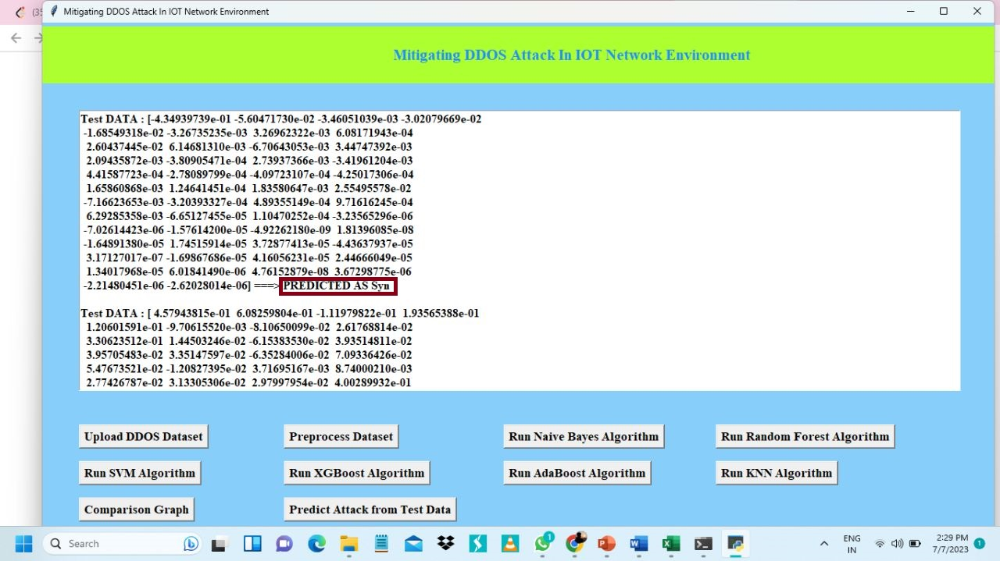 (35
Mitigating DDOS Attack In IOT Network Environment
Mitigating DDOS Attack In IOT Network Environment
Test DATA : [-4.34939739e-01 -5.60471730e-02 -3.46051039e-03 -3.02079669e-02
-1.68549318e-02 -3.26735235e-03 3.26962322e-03 6.08171943e-04
2.60437445e-02 6.14681310e-03 -6.70643053e-03 3.44747392e-03
2.09435872e-03 -3.80905471e-04 2.73937366e-03 -3.41961204e-03
4.41587723e-04 -2.78089799e-04 -4.09723107e-04 -4.25017306e-04
1.65860868e-03 1.24641451e-04 1.83580647e-03 2.55495578e-02
-7.16623653e-03 -3.20393327e-04 4.89355149e-04 9.71616245e-04
6.29285358e-03 -6.65127455e-05 1.10470252e-04 -3.23565296e-06
-7.02614423e-06 -1.57614200e-05 -4.92262180e-09 1.81396085e-08
-1.64891380e-05 1.74515914e-05 3.72877413e-05 -4.43637937e-05
3.17127017e-07 -1.69867686e-05 4.16056231e-05 2.44666049e-05
1.34017968e-05 6.01841490e-06 4.76152879e-08 3.67298775e-06
-2.21480451e-06 -2.62028014e-06] ===> PREDICTED AS Syn
Test DATA : [ 4.57943815e-01 6.08259804e-01 -1.11979822e-01 1.93565388e-01
1.20601591e-01 -9.70615520e-03 -8.10650099e-02 2.61768814e-02
3.30623512e-01 1.44503246e-02 -6.15383530e-02 3.93514811e-02
3.95705483e-02 3.35147597e-02 -6.35284006e-02 7.09336426e-02
5.47673521e-02 -1.20827395e-02 3.71695167e-03 8.74000210e-03
2.77426787e-02 3.13305306e-02 2.97997954e-02 4.00289932e-01
Upload DDOS Dataset Preprocess Dataset Run Naive Bayes Algorithm Run Random Forest Algorithm
Run SVM Algorithm Run XGBoost Algorithm Run AdaBoost Algorithm Run KNN Algorithm
Comparison Graph Predict Attack from Test Data
Search 1 ENG 2:29 PM 1
IN 7/7/2023